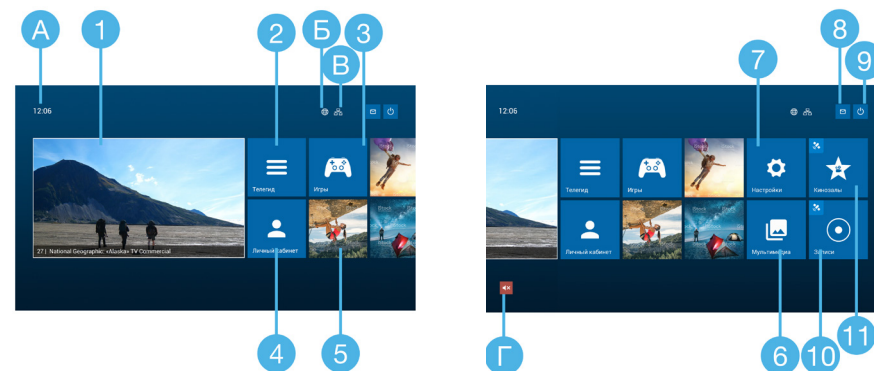 А 1 2 Б 3
В
12:06
Телегид Игры
27 | National Geographic: «Alaska» TV Commercial
Личный кабинет
4 5
8
7 9
12:06
Телегид Игры Настройки Кинозалы
Личный кабинет Мультимедиа Записи
Г 6 10 11